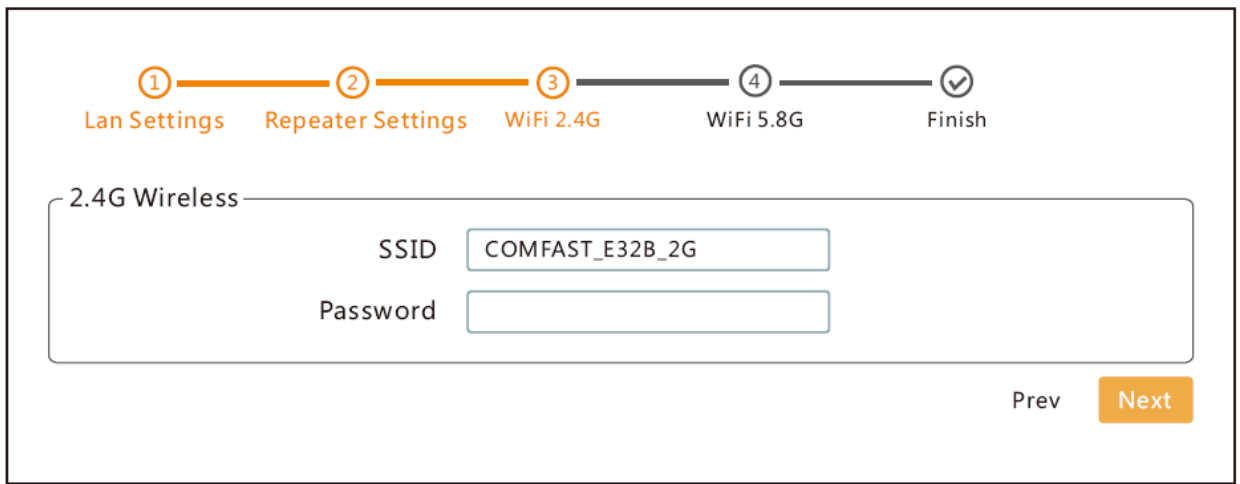 1 2 3 4
Lan Settings Repeater Settings WiFi 2.4G WiFi 5.8G Finish
2.4G Wireless
SSID COMFAST_E32B_2G
Password
Prev Next